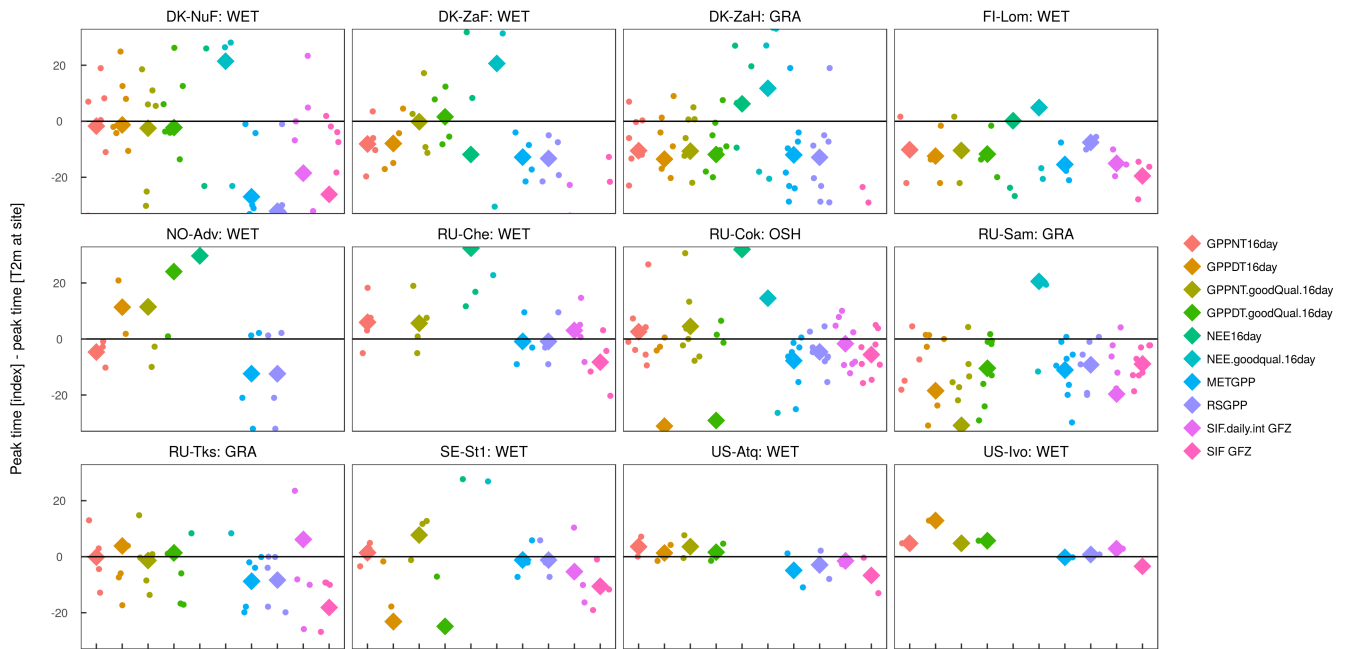 DK-NuF: WET
DK-ZaF: WET
DK-ZaH: GRA
FI-Lom: WET
20
0
-20
NO-Adv: WET
RU-Che: WET
RU-Cok: OSH
RU-Sam: GRA
20
0
-20
RU-Tks: GRA
SE-St1: WET
US-Atq: WET
US-Ivo: WET
20
0
-20
Peak time [index] - peak time [T2m at site]
GPPNT16day
GPPDT16day
GPPNT.goodQual.16day
GPPDT.goodQual.16day
NEE16day
NEE.goodqual.16day
METGPP
RSGPP
SIF.daily.int GFZ
SIF GFZ